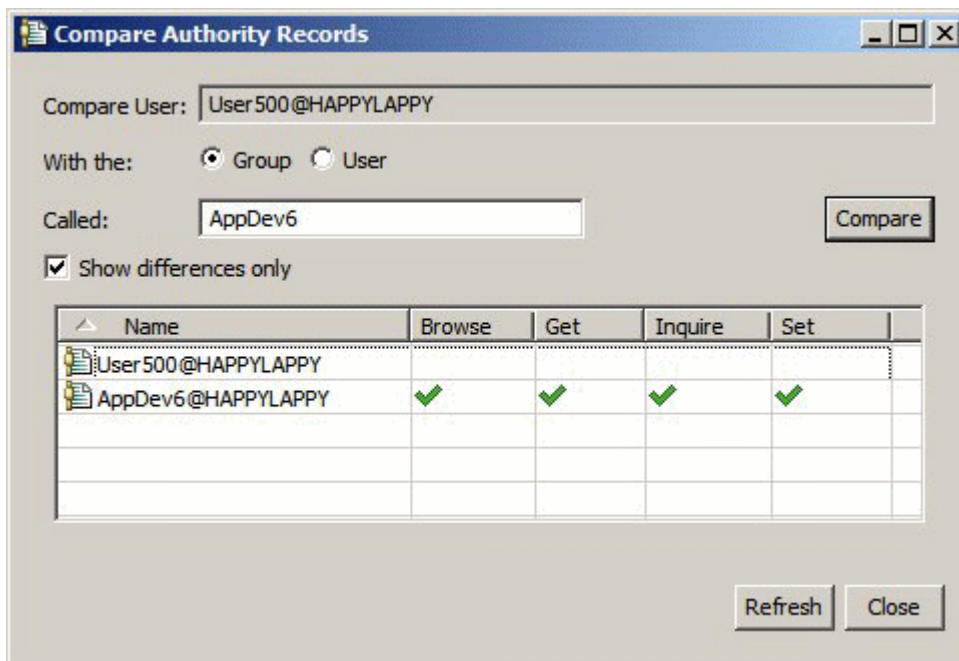 Compare Authority Records
Compare User: User500@HAPPYLAPPY
With the: Group User
Called: AppDev6 Compare
Show differences only
Name Browse Get Inquire Set
User500@HAPPYLAPPY
AppDev6@HAPPYLAPPY
Refresh Close